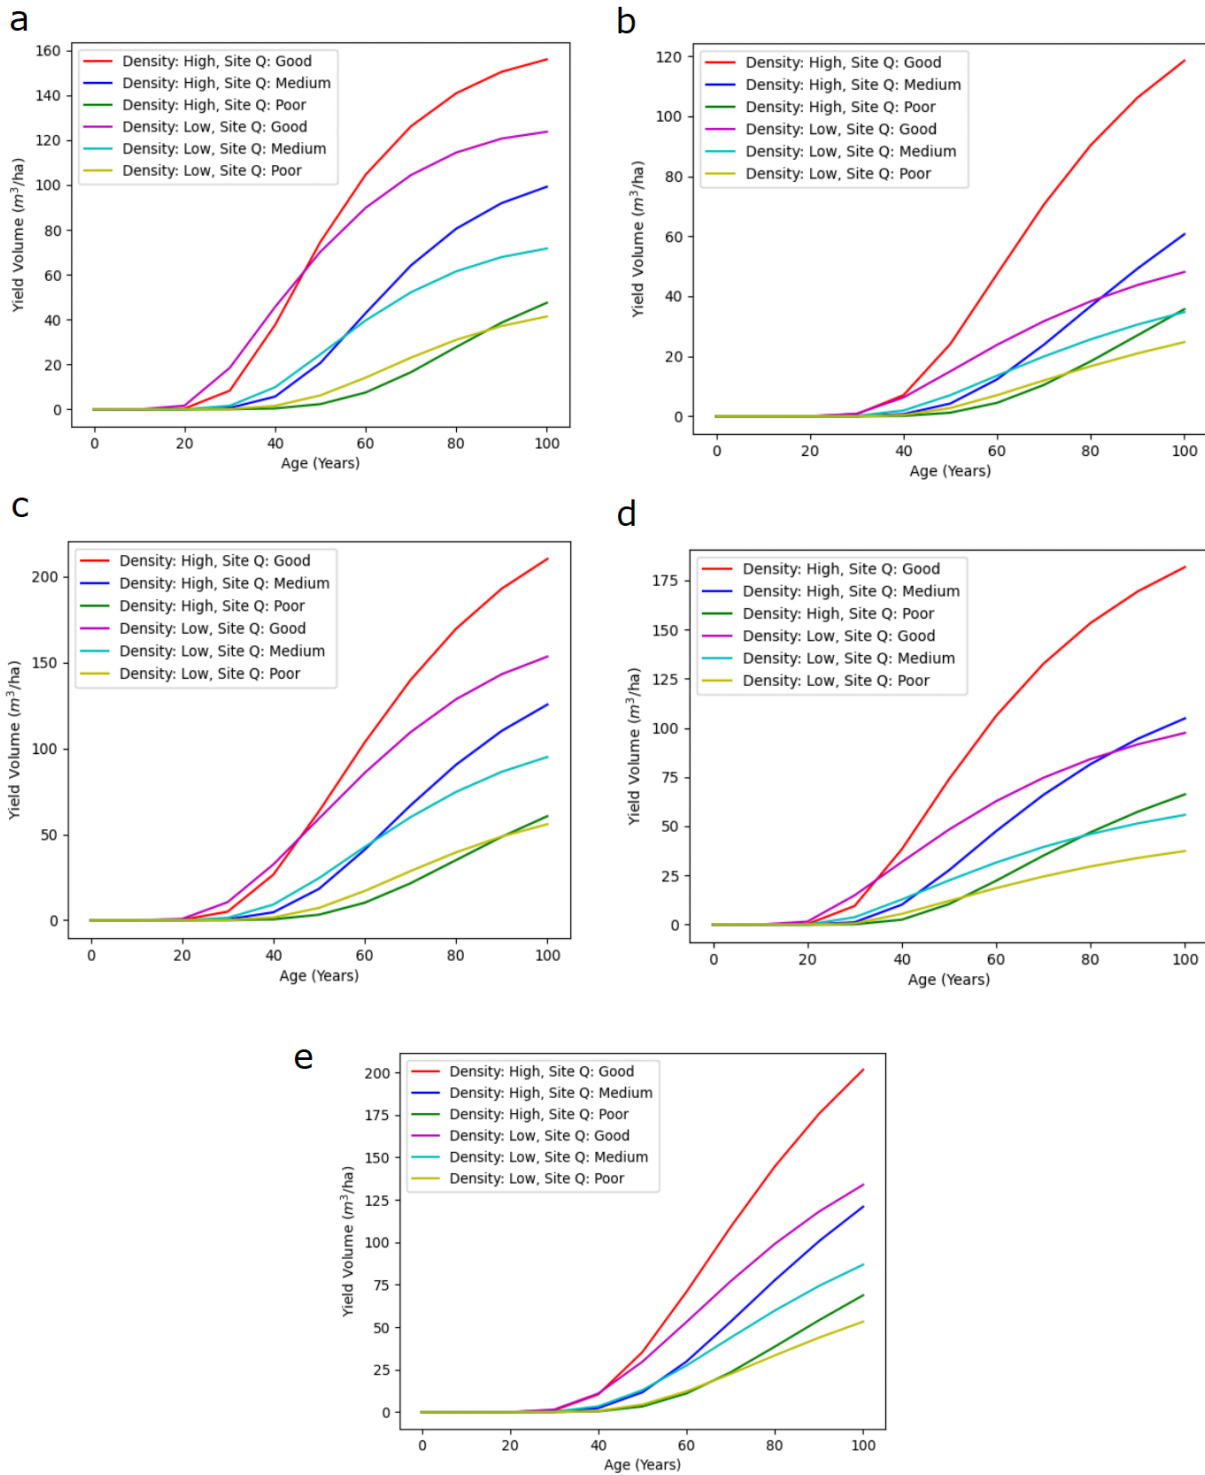 a
160
140
120
100
80
60
40
20
0
Yield Volume (m³/ha)
Density: High, Site Q: Good
Density: High, Site Q: Medium
Density: High, Site Q: Poor
Density: Low, Site Q: Good
Density: Low, Site Q: Medium
Density: Low, Site Q: Poor
0 20 40 60 80 100
Age (Years)
b
120
100
80
60
40
20
0
Yield Volume (m³/ha)
Density: High, Site Q: Good
Density: High, Site Q: Medium
Density: High, Site Q: Poor
Density: Low, Site Q: Good
Density: Low, Site Q: Medium
Density: Low, Site Q: Poor
0 20 40 60 80 100
Age (Years)
c
200
150
100
50
0
Yield Volume (m³/ha)
Density: High, Site Q: Good
Density: High, Site Q: Medium
Density: High, Site Q: Poor
Density: Low, Site Q: Good
Density: Low, Site Q: Medium
Density: Low, Site Q: Poor
0 20 40 60 80 100
Age (Years)
d
175
150
125
100
75
50
25
0
Yield Volume (m³/ha)
Density: High, Site Q: Good
Density: High, Site Q: Medium
Density: High, Site Q: Poor
Density: Low, Site Q: Good
Density: Low, Site Q: Medium
Density: Low, Site Q: Poor
0 20 40 60 80 100
Age (Years)
e
200
175
150
125
100
75
50
25
0
Yield Volume (m³/ha)
Density: High, Site Q: Good
Density: High, Site Q: Medium
Density: High, Site Q: Poor
Density: Low, Site Q: Good
Density: Low, Site Q: Medium
Density: Low, Site Q: Poor
0 20 40 60 80 100
Age (Years)